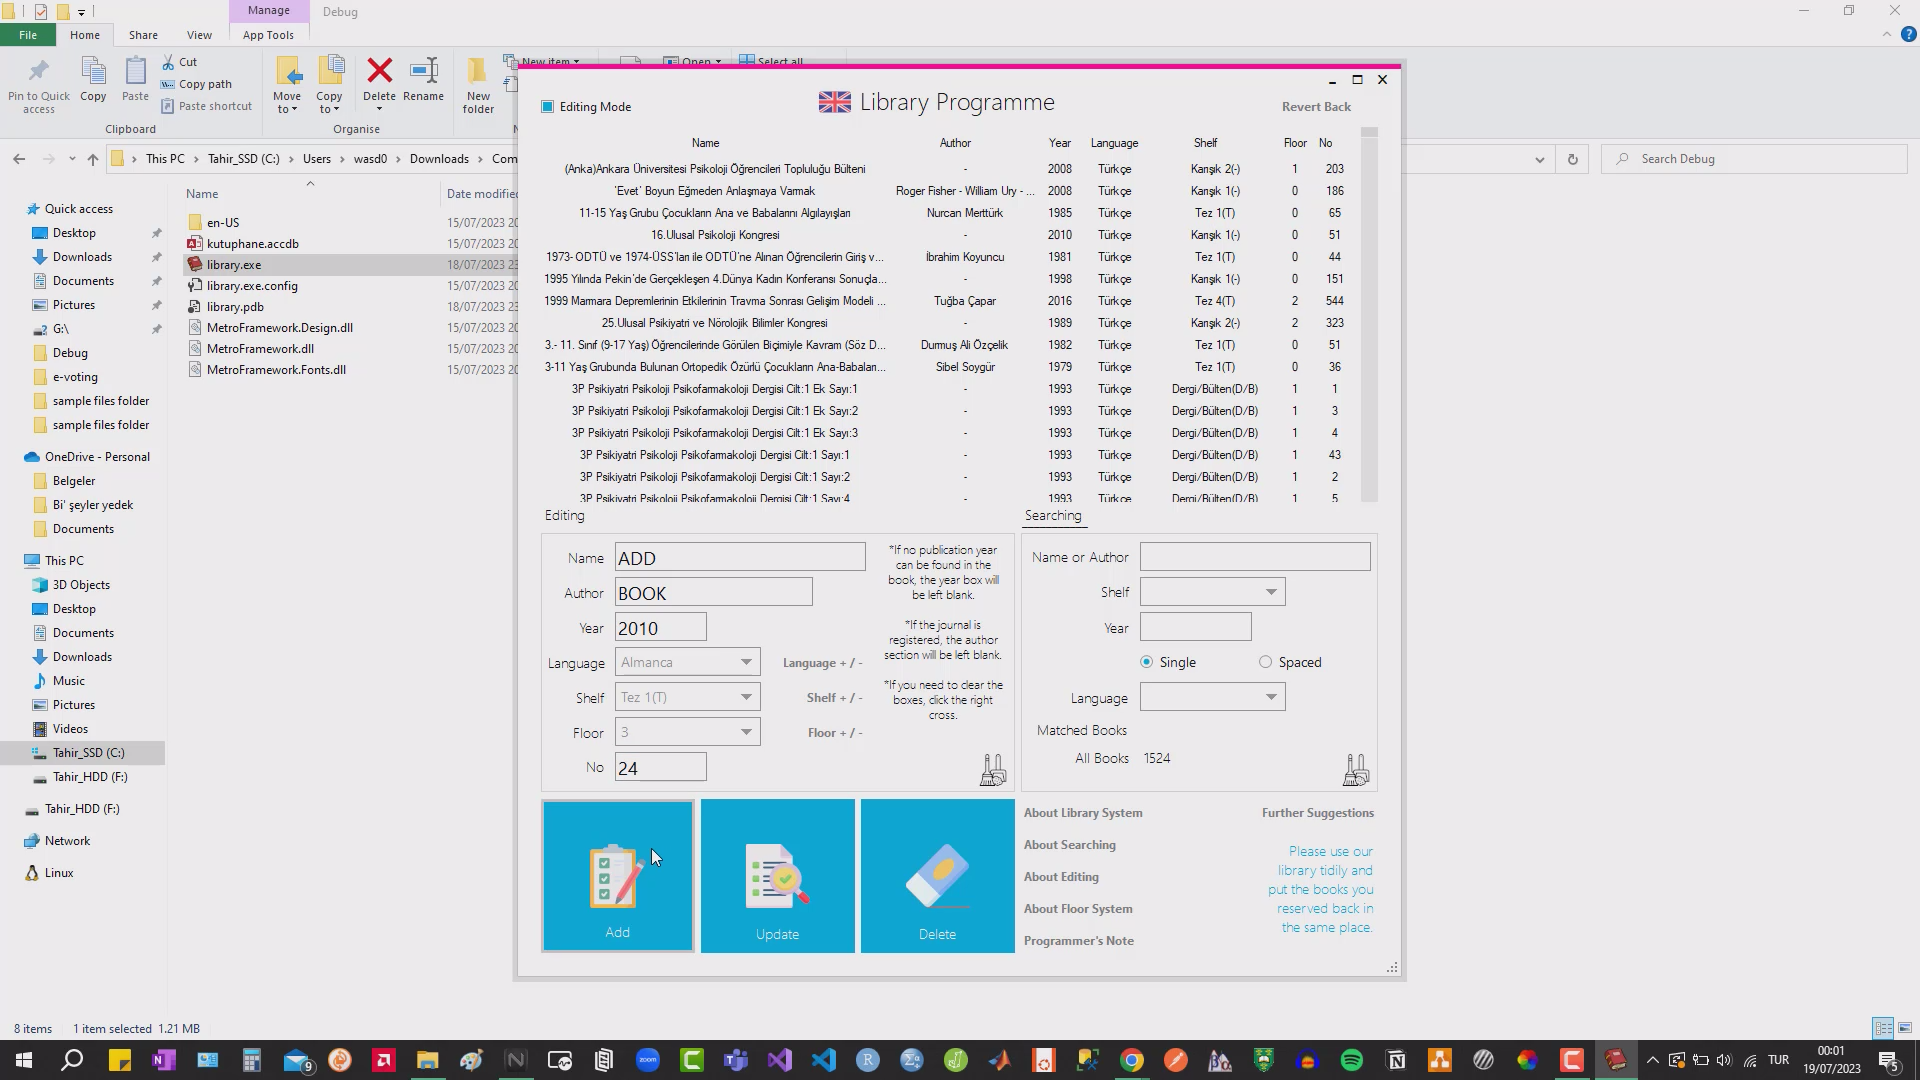 Manage
Debug
File
Home
Share
View
App Tools
Pin to Quick access
Copy
Paste
Cut
Copy path
Paste shortcut
Clipboard
Move to
Copy to
Delete
Rename
Organise
New folder
New item
Open
Select all
This PC > Tahir_SSD (C:) > Users > wasd0 > Downloads > Com
Search Debug
Quick access
Desktop
Downloads
Documents
Pictures
G:\
Debug
e-voting
sample files folder
sample files folder
OneDrive - Personal
Belgeler
Bi' şeyler yedek
Documents
This PC
3D Objects
Desktop
Documents
Downloads
Music
Pictures
Videos
Tahir_SSD (C:)
Tahir_HDD (F:)
Tahir_HDD (F:)
Network
Linux
Name Date modified
en-US 15/07/2023 20
kutuphane.accdb 15/07/2023 20
library.exe 18/07/2023 23
library.exe.config 15/07/2023 20
library.pdb 18/07/2023 23
MetroFramework.Design.dll 15/07/2023 20
MetroFramework.dll 15/07/2023 20
MetroFramework.Fonts.dll 15/07/2023 20
Editing Mode
Library Programme
Revert Back
Name Author Year Language Shelf Floor No
(Anka)Ankara Üniversitesi Psikoloji Öğrencileri Topluluğu Bülteni - 2008 Türkçe Karışık 2(-) 1 203
'Evet' Boyun Eğmeden Anlaşmaya Varmak Roger Fisher - William Ury - ... 2008 Türkçe Karışık 1(-) 0 186
11-15 Yaş Grubu Çocukların Ana ve Babalarını Algılayışları Nurcan Merttürk 1985 Türkçe Tez 1(T) 0 65
16.Ulusal Psikoloji Kongresi - 2010 Türkçe Karışık 1(-) 0 51
1973- ODTÜ ve 1974-ÜSS'ları ile ODTÜ'ne Alınan Öğrencilerin Giriş v... İbrahim Koyuncu 1981 Türkçe Tez 1(T) 0 44
1995 Yılında Pekin'de Gerçekleşen 4.Dünya Kadın Konferansı Sonuçla... - 1998 Türkçe Karışık 1(-) 0 151
1999 Marmara Depremlerinin Etkilerinin Travma Sonrası Gelişim Modeli ... Tuğba Çapar 2016 Türkçe Tez 4(T) 2 544
25.Ulusal Psikiyatri ve Nörolojik Bilimler Kongresi - 1989 Türkçe Karışık 2(-) 2 323
3.- 11. Sınıf (9-17 Yaş) Öğrencilerinde Görülen Biçimiyle Kavram (Söz D... Durmuş Ali Özçelik 1982 Türkçe Tez 1(T) 0 51
3-11 Yaş Grubunda Bulunan Ortopedik Özürlü Çocukların Ana-Babaları... Sibel Soygür 1979 Türkçe Tez 1(T) 0 36
3P Psikiyatri Psikoloji Psikofarmakoloji Dergisi Cilt:1 Ek Sayı:1 - 1993 Türkçe Dergi/Bülten(D/B) 1 1
3P Psikiyatri Psikoloji Psikofarmakoloji Dergisi Cilt:1 Ek Sayı:2 - 1993 Türkçe Dergi/Bülten(D/B) 1 3
3P Psikiyatri Psikoloji Psikofarmakoloji Dergisi Cilt:1 Ek Sayı:3 - 1993 Türkçe Dergi/Bülten(D/B) 1 4
3P Psikiyatri Psikoloji Psikofarmakoloji Dergisi Cilt:1 Sayı:1 - 1993 Türkçe Dergi/Bülten(D/B) 1 43
3P Psikiyatri Psikoloji Psikofarmakoloji Dergisi Cilt:1 Sayı:2 - 1993 Türkçe Dergi/Bülten(D/B) 1 2
3P Psikiyatri Psikoloji Psikofarmakoloji Dergisi Cilt:1 Sayı:4 - 1993 Türkçe Dergi/Bülten(D/B) 1 5
Editing
Name ADD
Author BOOK
Year 2010
Language Almanca Language + / -
Shelf Tez 1(T) Shelf + / -
Floor 3 Floor + / -
No 24
*If no publication year
can be found in the
book, the year box will
be left blank.
*If the journal is
registered, the author
section will be left blank.
*If you need to clear the
boxes, click the right
cross.
Searching
Name or Author
Shelf
Year
Single Spaced
Language
Matched Books
All Books 1524
Add
Update
Delete
About Library System
About Searching
About Editing
About Floor System
Programmer's Note
Further Suggestions
Please use our
library tidily and
put the books you
reserved back in
the same place.
8 items 1 item selected 1.21 MB
9
zoom
TUR
00:01
19/07/2023
5